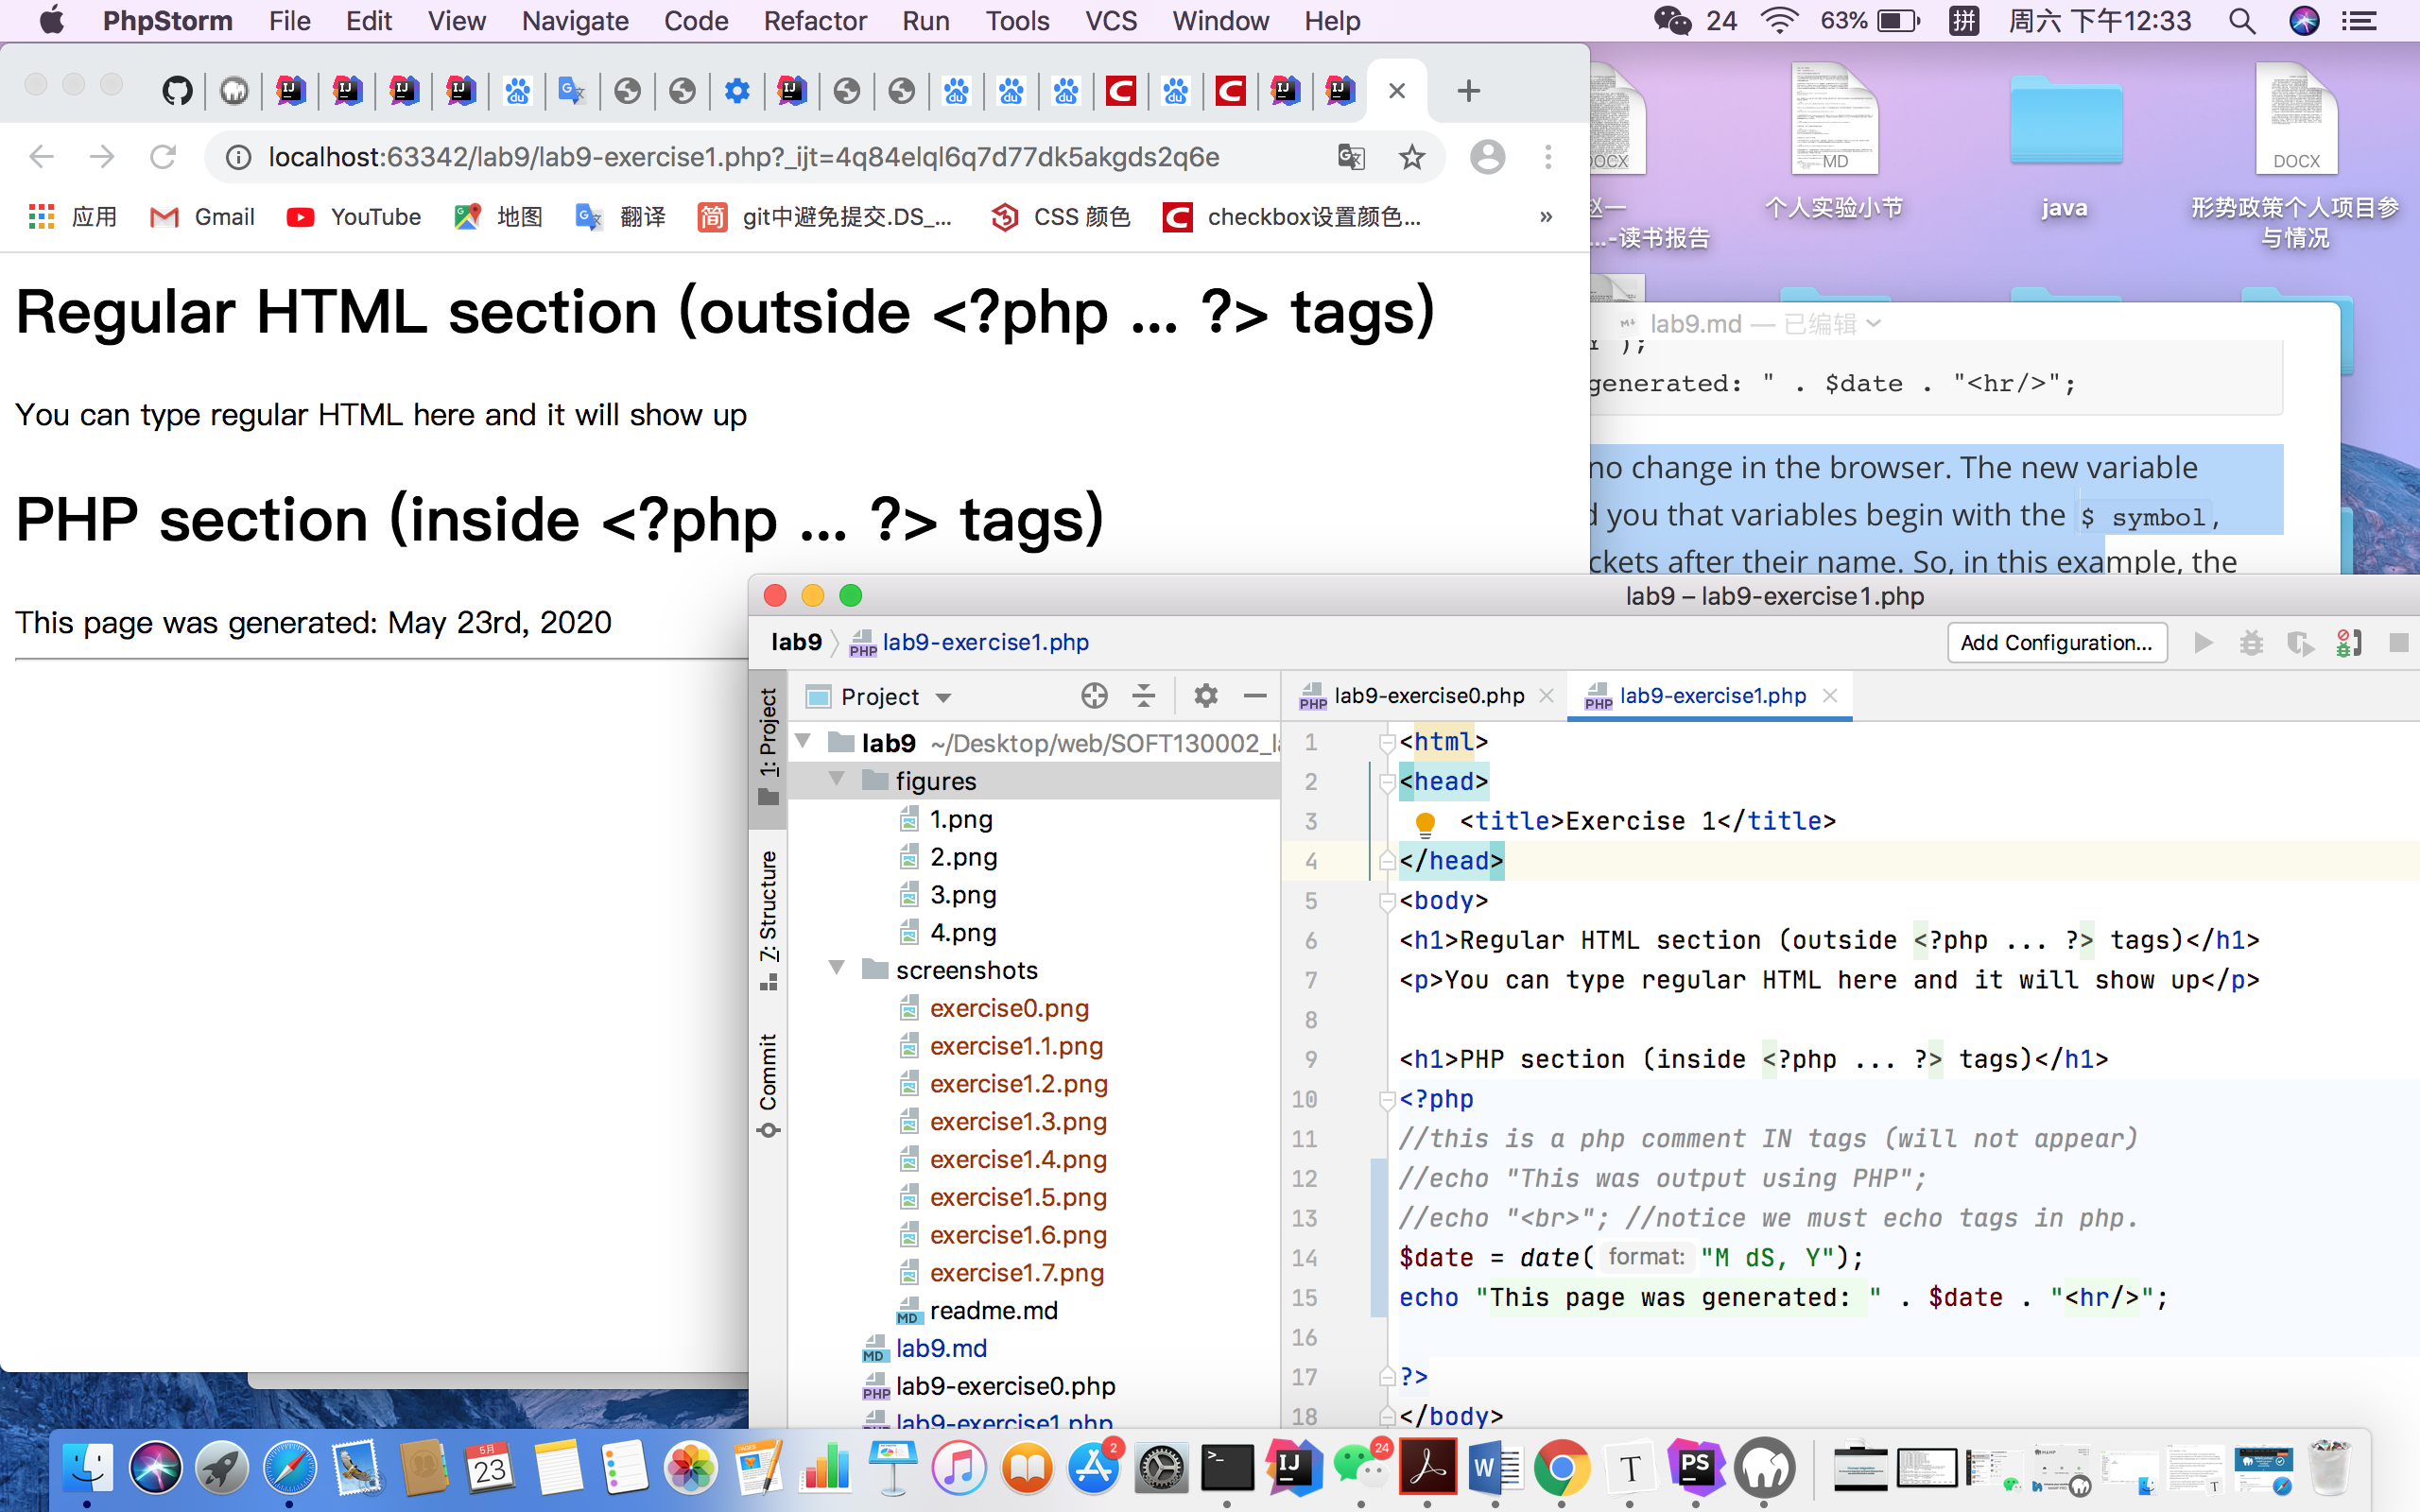 PhpStorm File Edit View Navigate Code Refactor Run Tools VCS Window Help 24 63% 拼 周六 下午12:33
localhost:63342/lab9/lab9-exercise1.php?_ijt=4q84elql6q7d77dk5akgds2q6e
应用 Gmail YouTube 地图 翻译 简 git中避免提交.DS_... CSS 颜色 checkbox设置颜色... »
Regular HTML section (outside <?php ... ?> tags)
You can type regular HTML here and it will show up
PHP section (inside <?php ... ?> tags)
This page was generated: May 23rd, 2020
DOCX
...-读书报告
MD
个人实验小节
java
DOCX
形势政策个人项目参
与情况
lab9.md — 已编辑
generated: " . $date . "<hr/>";
no change in the browser. The new variable
d you that variables begin with the $ symbol,
ckets after their name. So, in this example, the
lab9 – lab9-exercise1.php
lab9 PHP lab9-exercise1.php Add Configuration...
1: Project
Z: Structure
Commit
Project
lab9 ~/Desktop/web/SOFT130002_l
figures
1.png
2.png
3.png
4.png
screenshots
exercise0.png
exercise1.1.png
exercise1.2.png
exercise1.3.png
exercise1.4.png
exercise1.5.png
exercise1.6.png
exercise1.7.png
MD readme.md
MD lab9.md
PHP lab9-exercise0.php
lab9-exercise1.php
PHP lab9-exercise0.php PHP lab9-exercise1.php
1 <html>
2 <head>
3 <title>Exercise 1</title>
4 </head>
5 <body>
6 <h1>Regular HTML section (outside <?php ... ?> tags)</h1>
7 <p>You can type regular HTML here and it will show up</p>
8
9 <h1>PHP section (inside <?php ... ?> tags)</h1>
10 <?php
11 //this is a php comment IN tags (will not appear)
12 //echo "This was output using PHP";
13 //echo "<br>"; //notice we must echo tags in php.
14 $date = date( format: "M dS, Y");
15 echo "This page was generated: " . $date . "<hr/>";
16
17 ?>
18 </body>
5月
23
2
24